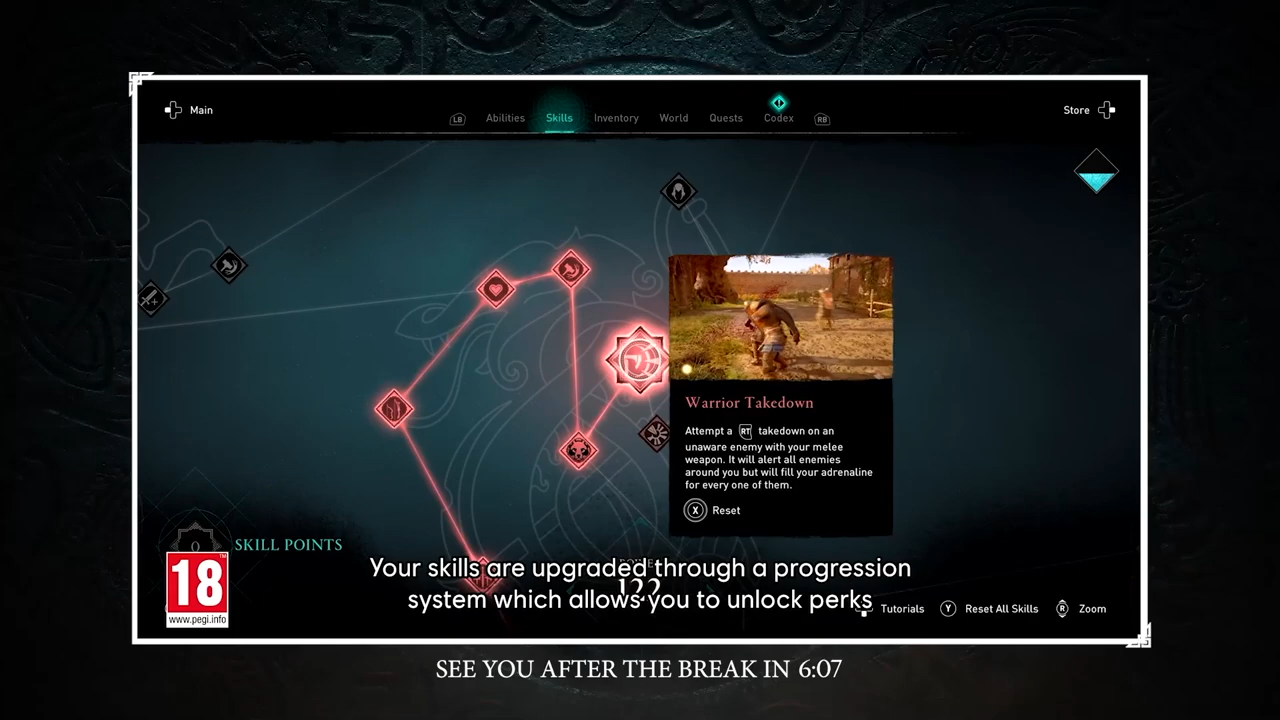 Main
LB Abilities Skills Inventory World Quests Codex RB
Store
Warrior Takedown
Attempt a RT takedown on an
unaware enemy with your melee
weapon. It will alert all enemies
around you but will fill your adrenaline
for every one of them.
X Reset
0 SKILL POINTS
18
TM
www.pegi.info
Your skills are upgraded through a progression
system which allows you to unlock perks
122
Tutorials Y Reset All Skills R Zoom
SEE YOU AFTER THE BREAK IN 6:07